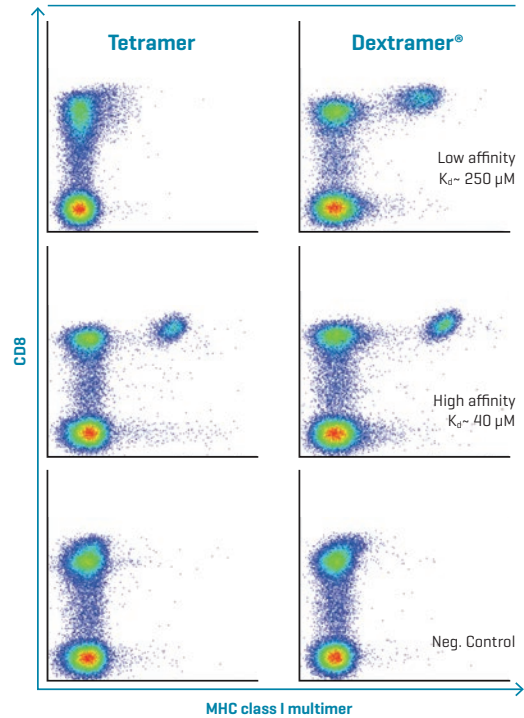 Tetramer
Dextramer®
Low affinity
Kd~ 250 µM
CD8
High affinity
Kd~ 40 µM
Neg. Control
MHC class I multimer